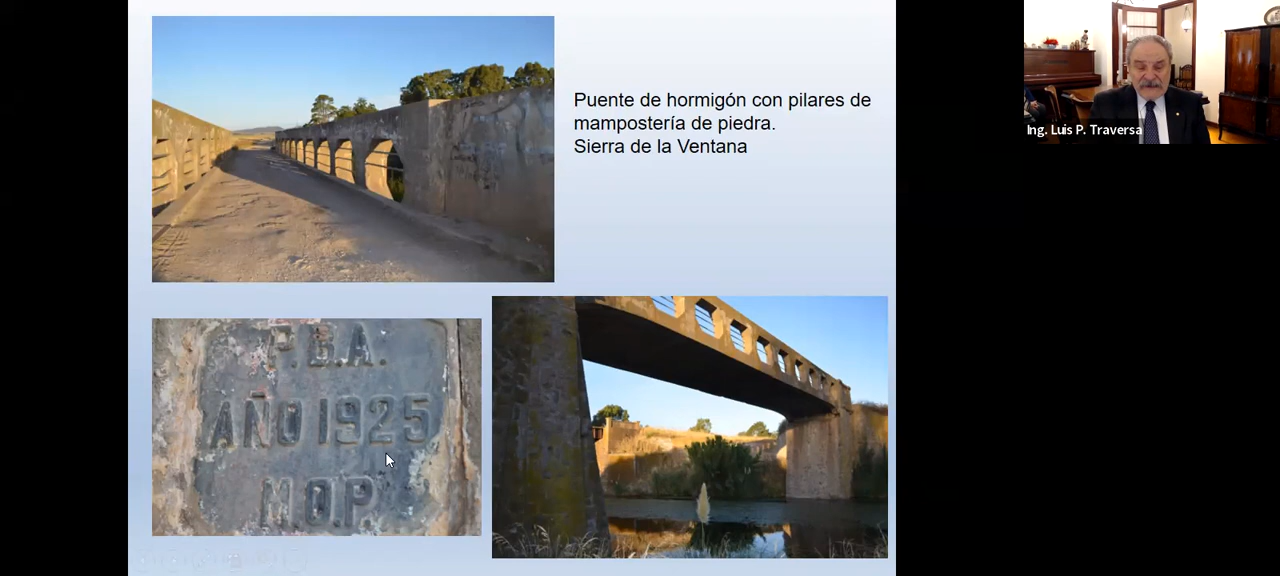 Puente de hormigón con pilares de
mampostería de piedra.
Sierra de la Ventana
Ing. Luis P. Traversa
P.B.A.
AÑO 1925
M.O.P.